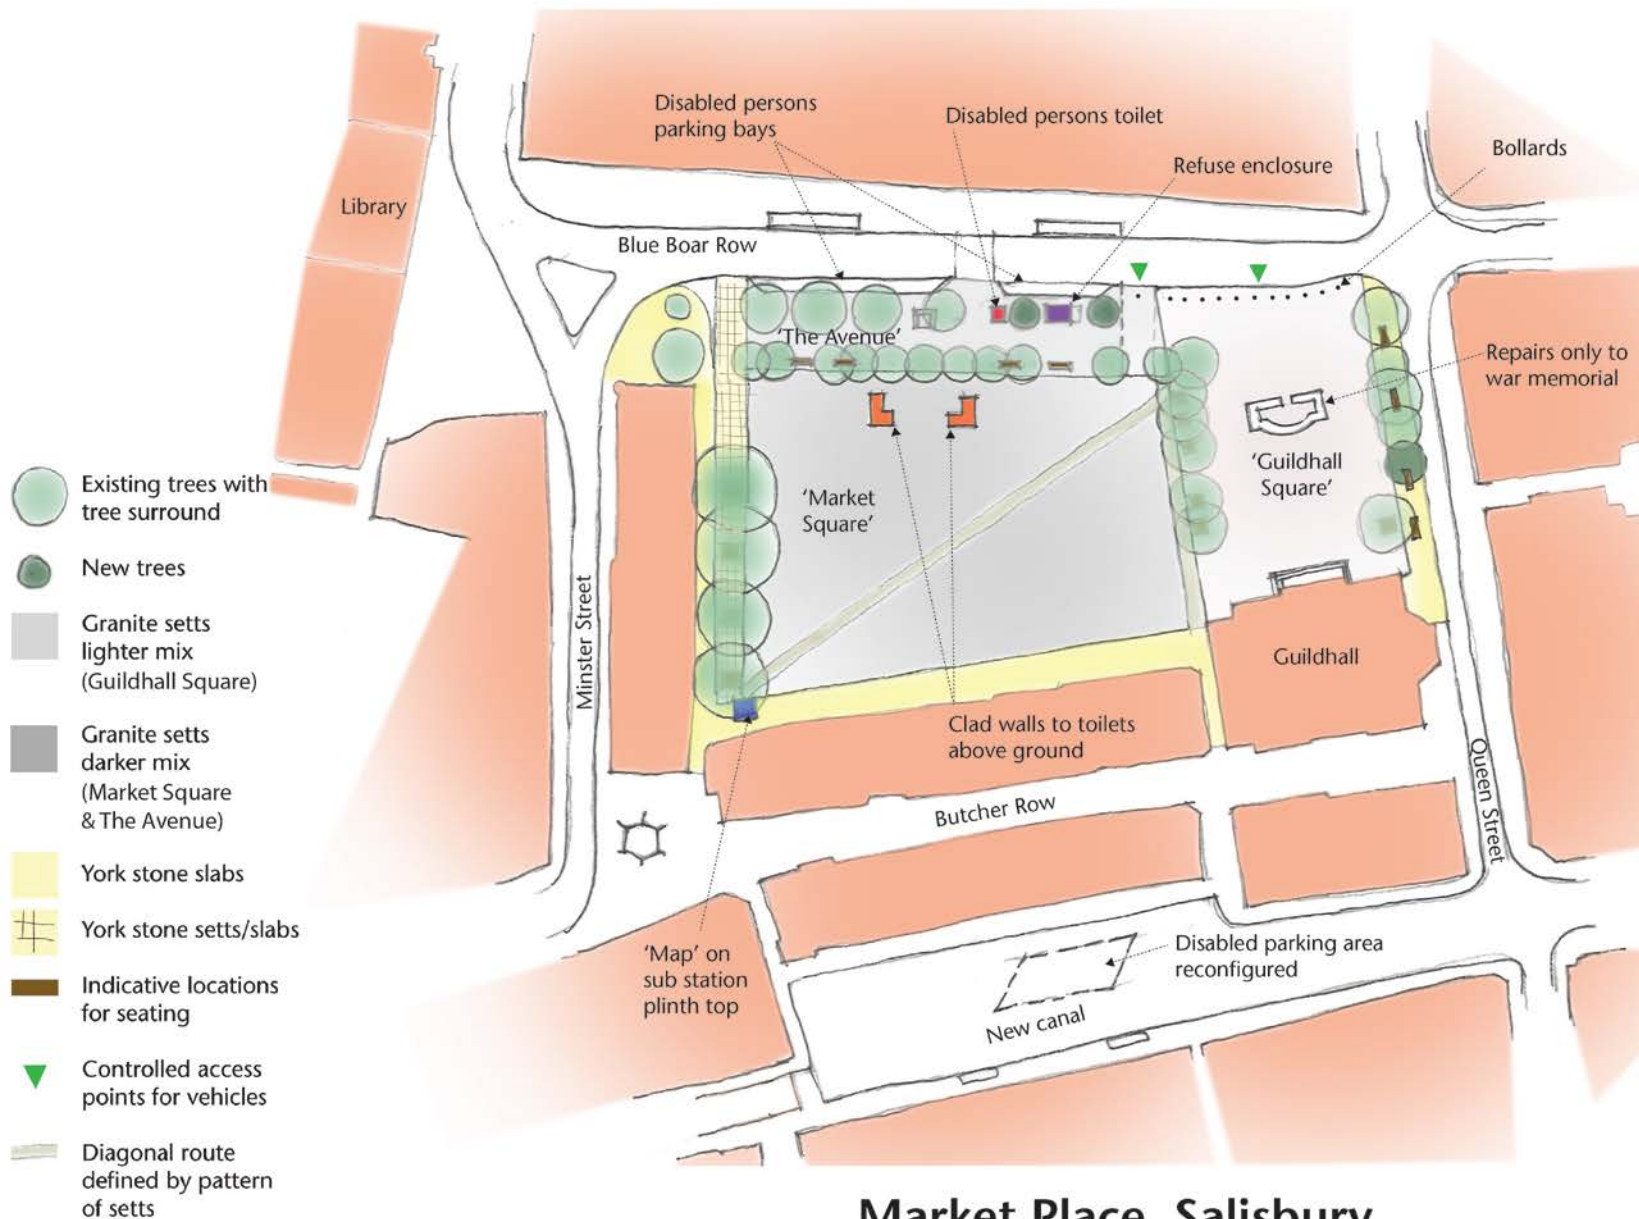 Disabled persons
parking bays
Disabled persons toilet
Refuse enclosure
Bollards
Library
Blue Boar Row
'The Avenue'
Repairs only to
war memorial
'Market
Square'
'Guildhall
Square'
Minster Street
Guildhall
Clad walls to toilets
above ground
Butcher Row
Queen Street
'Map' on
sub station
plinth top
Disabled parking area
reconfigured
New canal
Existing trees with
tree surround
New trees
Granite setts
lighter mix
(Guildhall Square)
Granite setts
darker mix
(Market Square
& The Avenue)
York stone slabs
York stone setts/slabs
Indicative locations
for seating
Controlled access
points for vehicles
Diagonal route
defined by pattern
of setts
Market Place, Salisbury